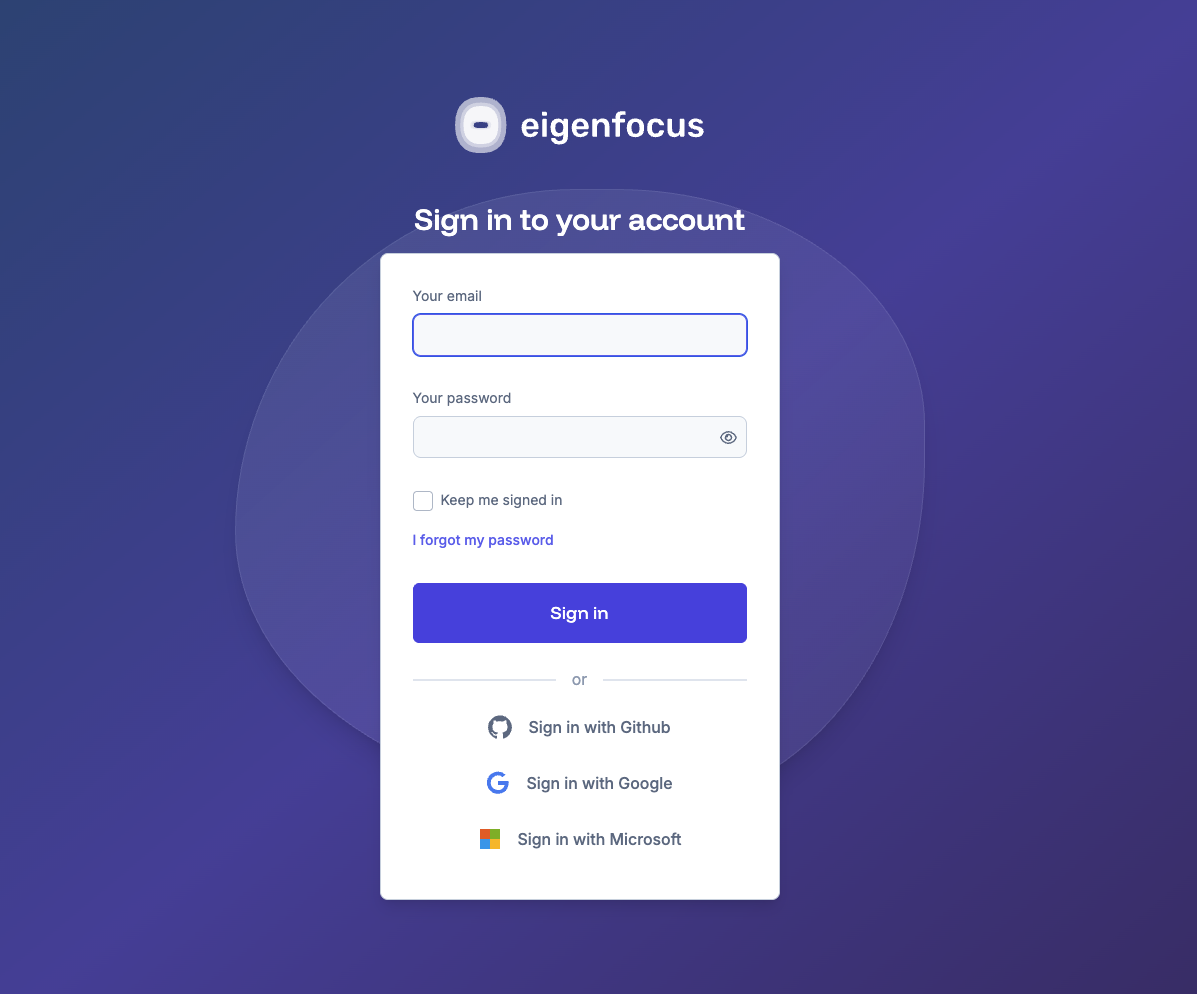 eigenfocus
Sign in to your account
Your email
Your password
Keep me signed in
I forgot my password
Sign in
or
Sign in with Github
Sign in with Google
Sign in with Microsoft